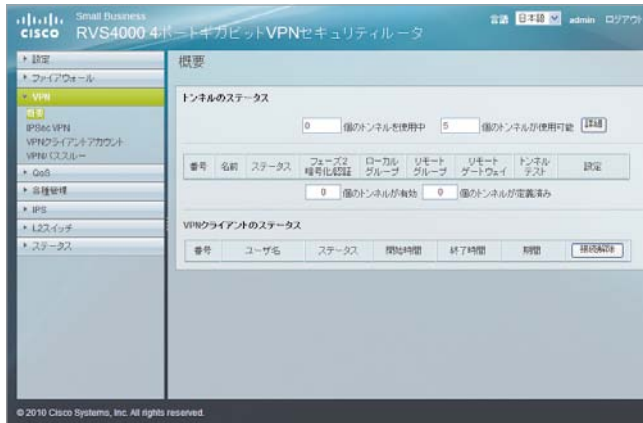 Small Business
cisco RVS4000 4ポートギガビットVPNセキュリティルータ
言語 日本語 admin ログアウト
設定
ファイアウォール
VPN
概要
IPSec VPN
VPNクライアントアカウント
VPNパススルー
QoS
各種管理
IPS
L2スイッチ
ステータス
概要
トンネルのステータス
0 個のトンネルを使用中 5 個のトンネルが使用可能 詳細
番号 名前 ステータス フェーズ2暗号化/認証 ローカルグループ リモートグループ リモートゲートウェイ トンネルテスト 設定
0 個のトンネルが有効 0 個のトンネルが定義済み
VPNクライアントのステータス
番号 ユーザ名 ステータス 開始時間 終了時間 期間 接続解除
© 2010 Cisco Systems, Inc. All rights reserved.